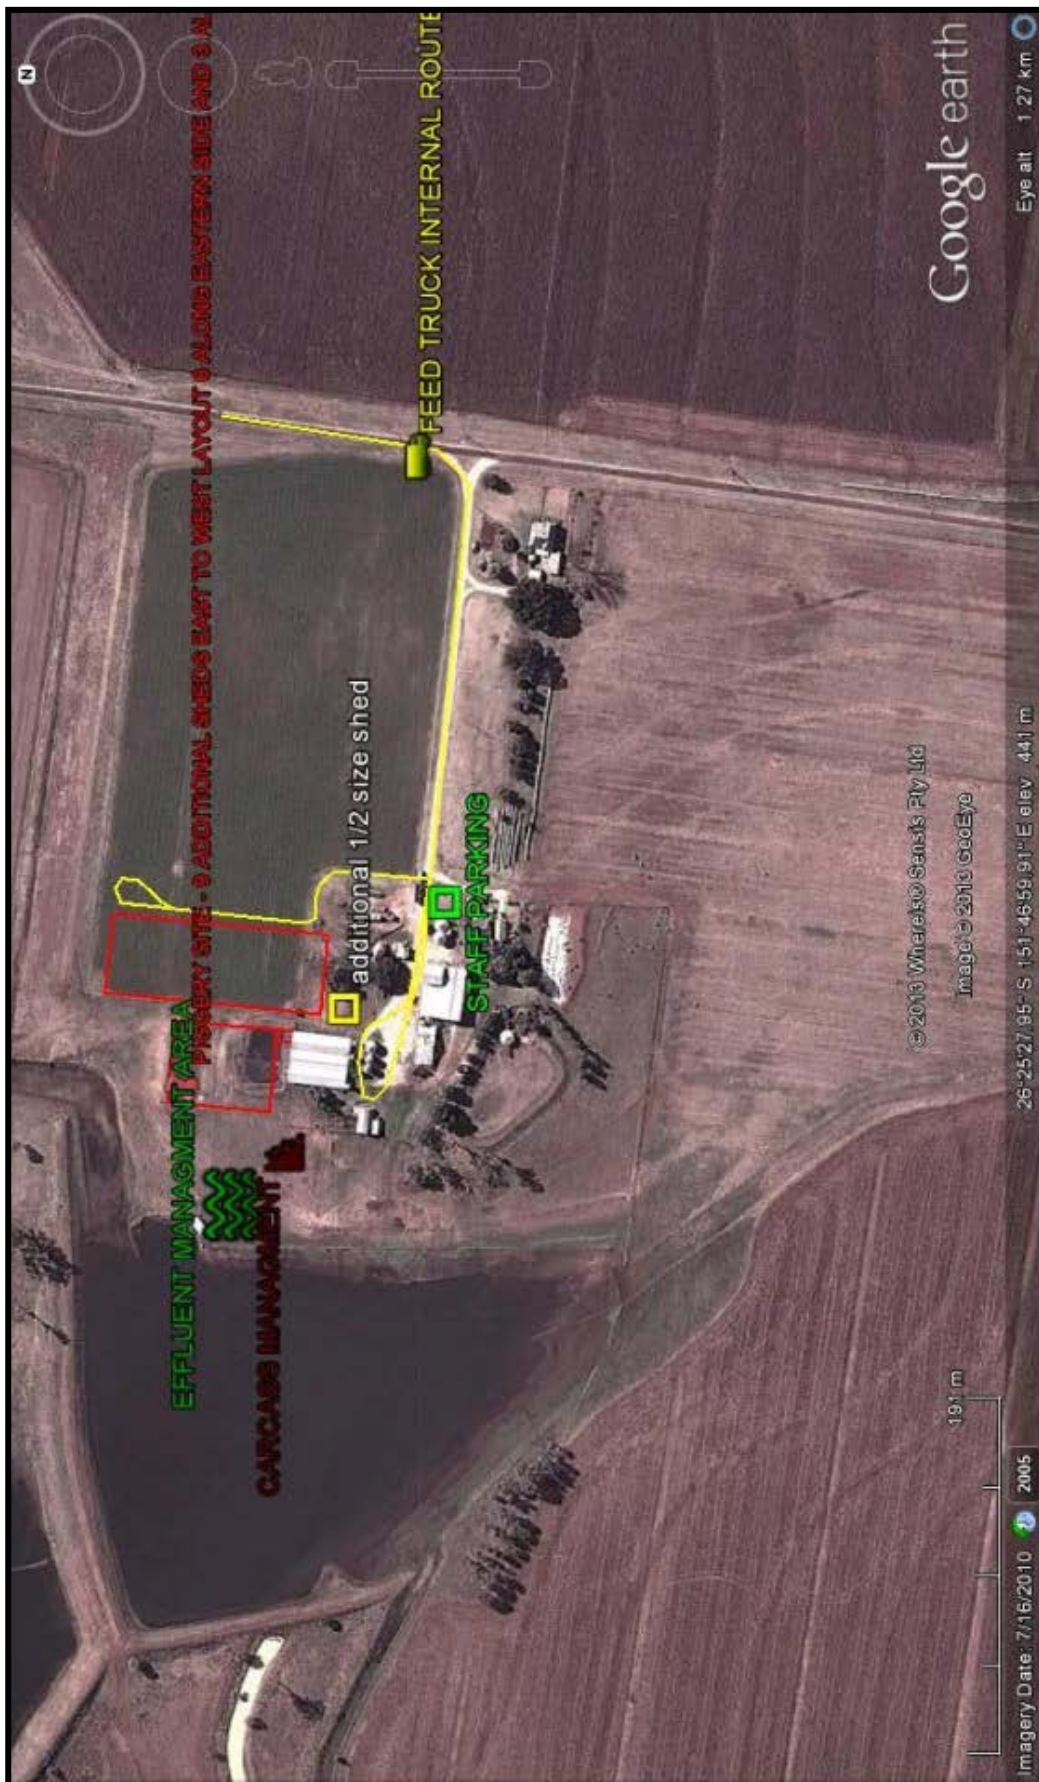 N
PIGGERY SITE - 9 ADDITIONAL SHEDS EAST TO WEST LAYOUT 6 ALONG EASTERN SIDE AND 3 AL
EFFLUENT MANAGMENT AREA
CARCASS MANAGMENT
additional 1/2 size shed
FEED TRUCK INTERNAL ROUTE
STAFF PARKING
© 2013 Whereis® Sensis Pty Ltd
Image © 2013 GeoEye
Google earth
191 m
Imagery Date: 7/16/2010
2005
26°25'27.95" S 151°46'59.91" E elev 441 m
Eye alt 1.27 km